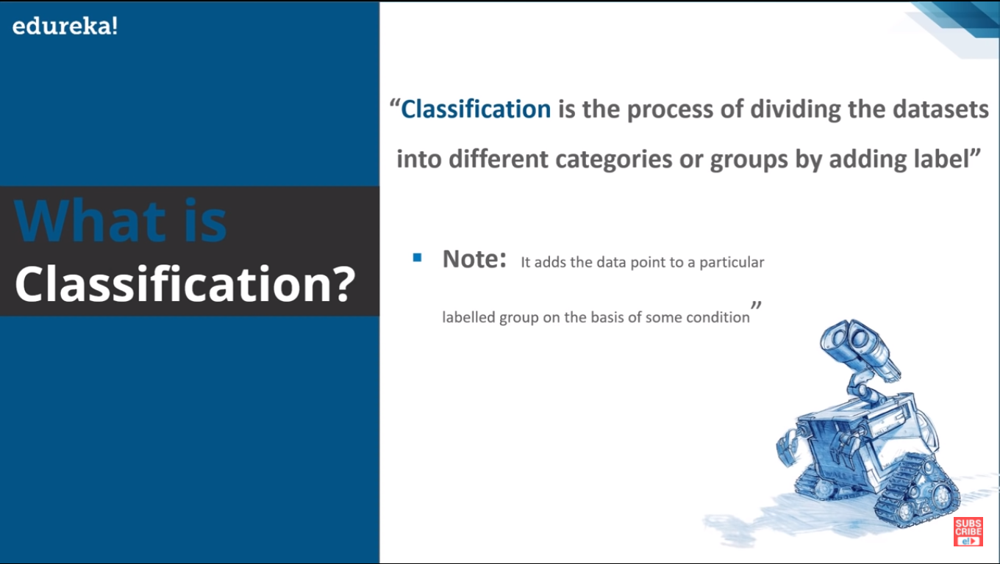 edureka!
What is
Classification?
“Classification is the process of dividing the datasets
into different categories or groups by adding label”
▪ Note: It adds the data point to a particular
labelled group on the basis of some condition”
SUBS
CRIBE
e!